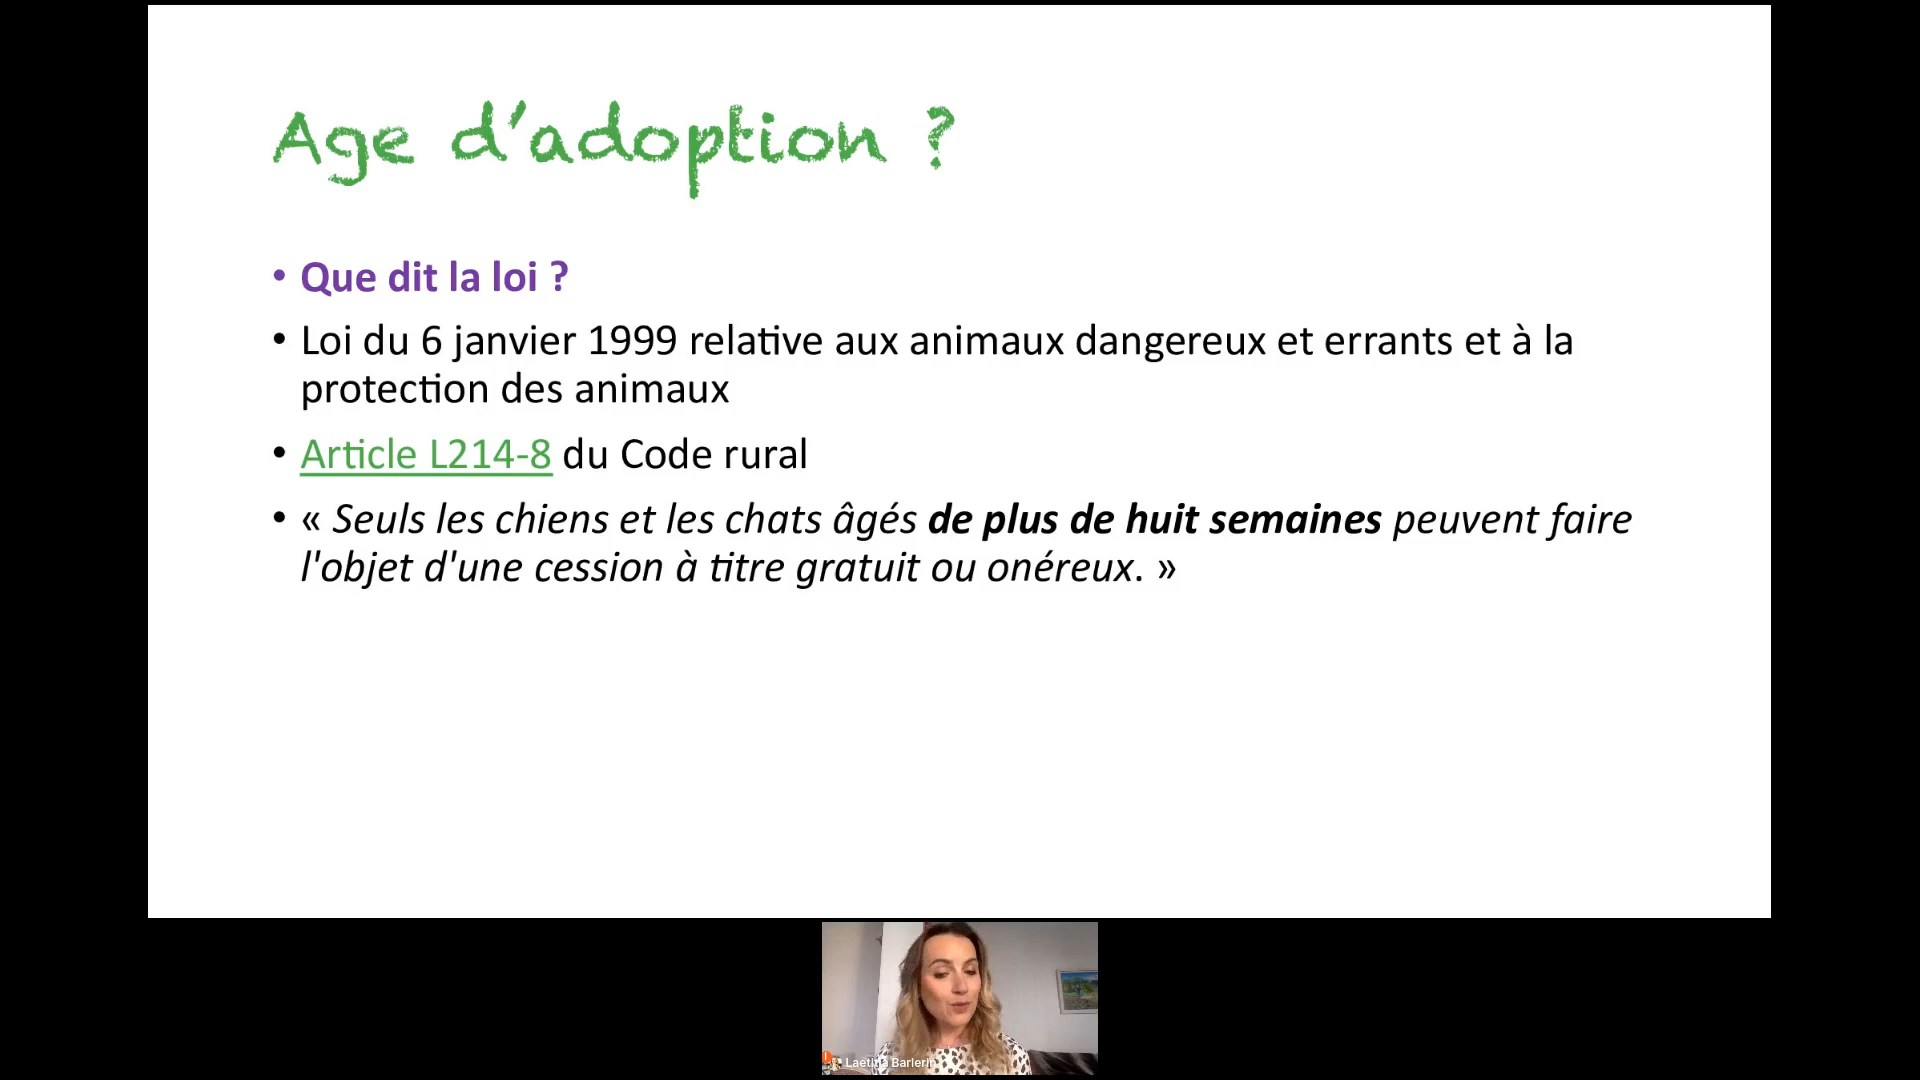 Age d'adoption ?
• Que dit la loi ?
• Loi du 6 janvier 1999 relative aux animaux dangereux et errants et à la
protection des animaux
• Article L214-8 du Code rural
• « Seuls les chiens et les chats âgés de plus de huit semaines peuvent faire
l'objet d'une cession à titre gratuit ou onéreux. »
Laetitia Barlerin